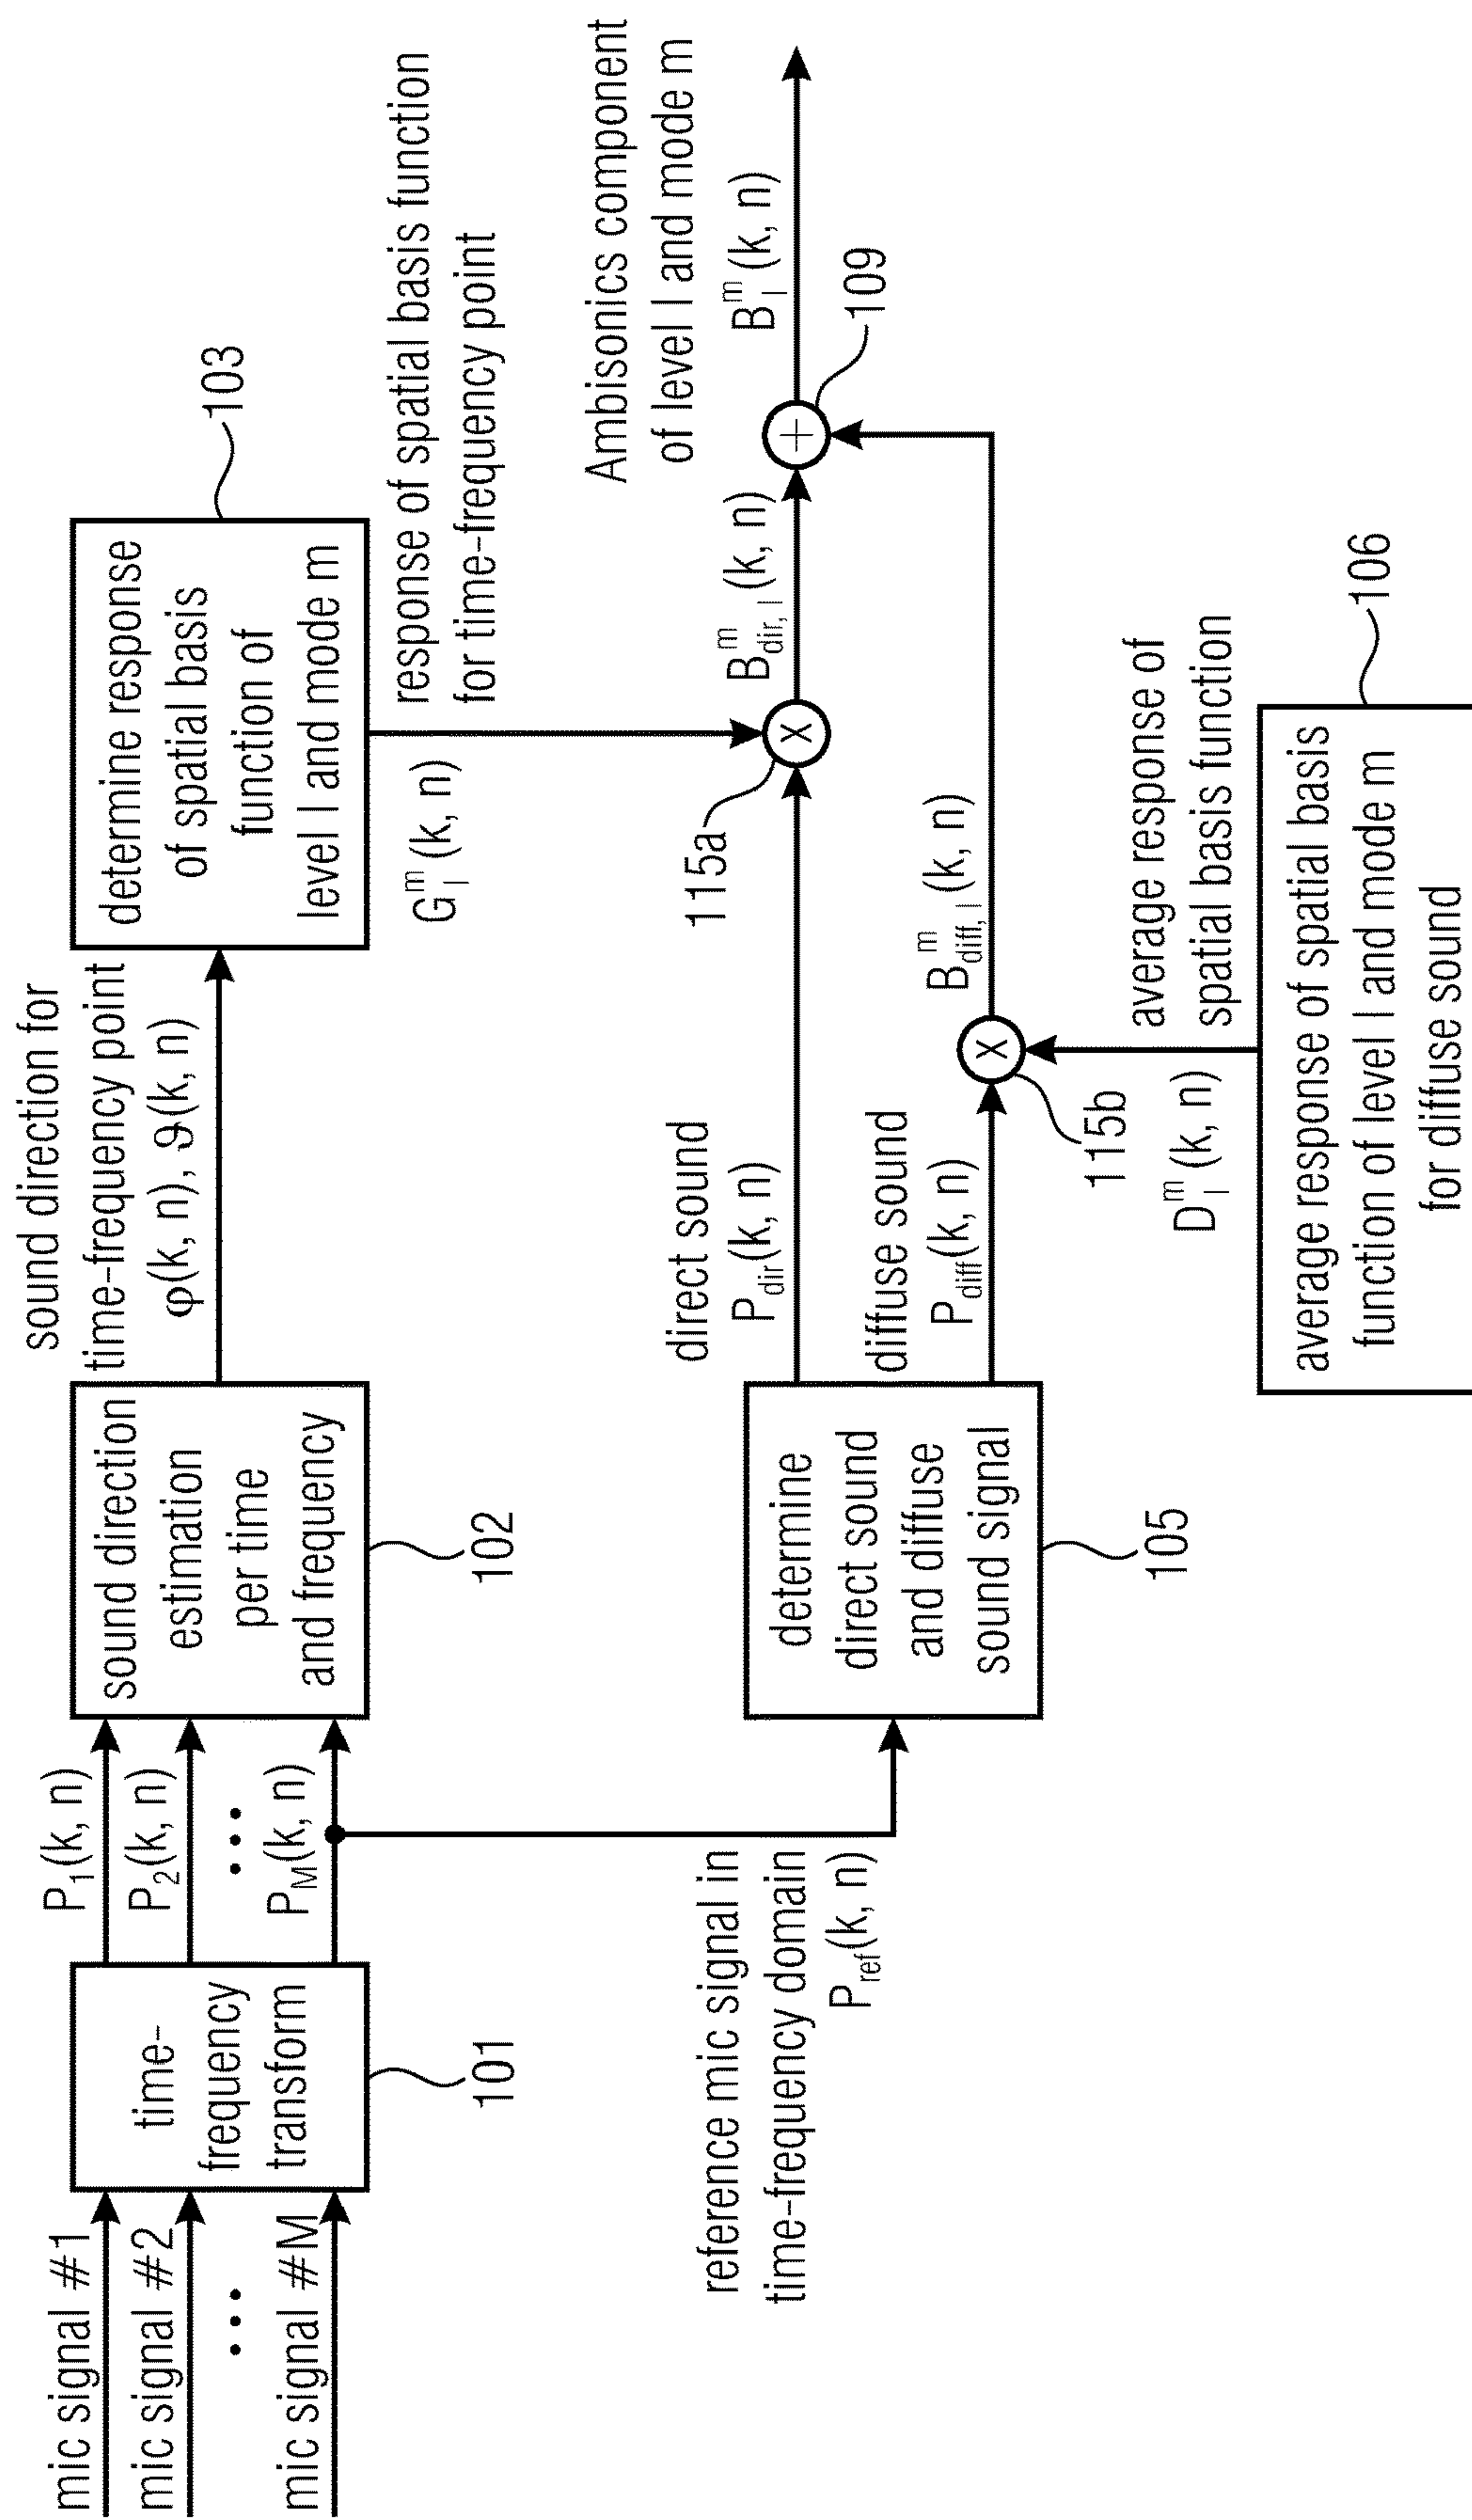 mic signal #1
mic signal #2
...
mic signal #M
time-
frequency
transform
101
P1(k, n)
P2(k, n)
...
PM(k, n)
sound direction
estimation
per time
and frequency
102
sound direction for
time-frequency point
φ(k, n) , ϑ(k, n)
determine response
of spatial basis
function of
level l and mode m
103
G_l^m (k, n)
response of spatial basis function
for time-frequency point
reference mic signal in
time-frequency domain
Pref(k, n)
determine
direct sound
and diffuse
sound signal
105
direct sound
Pdir(k, n)
diffuse sound
Pdiff(k, n)
115a
X
B_dir, l^m (k, n)
+
109
Ambisonics component
of level l and mode m
B_l^m (k, n)
X
115b
B_diff, l^m (k, n)
D_l^m (k, n)
average response of
spatial basis function
average response of spatial basis
function of level l and mode m
for diffuse sound
106